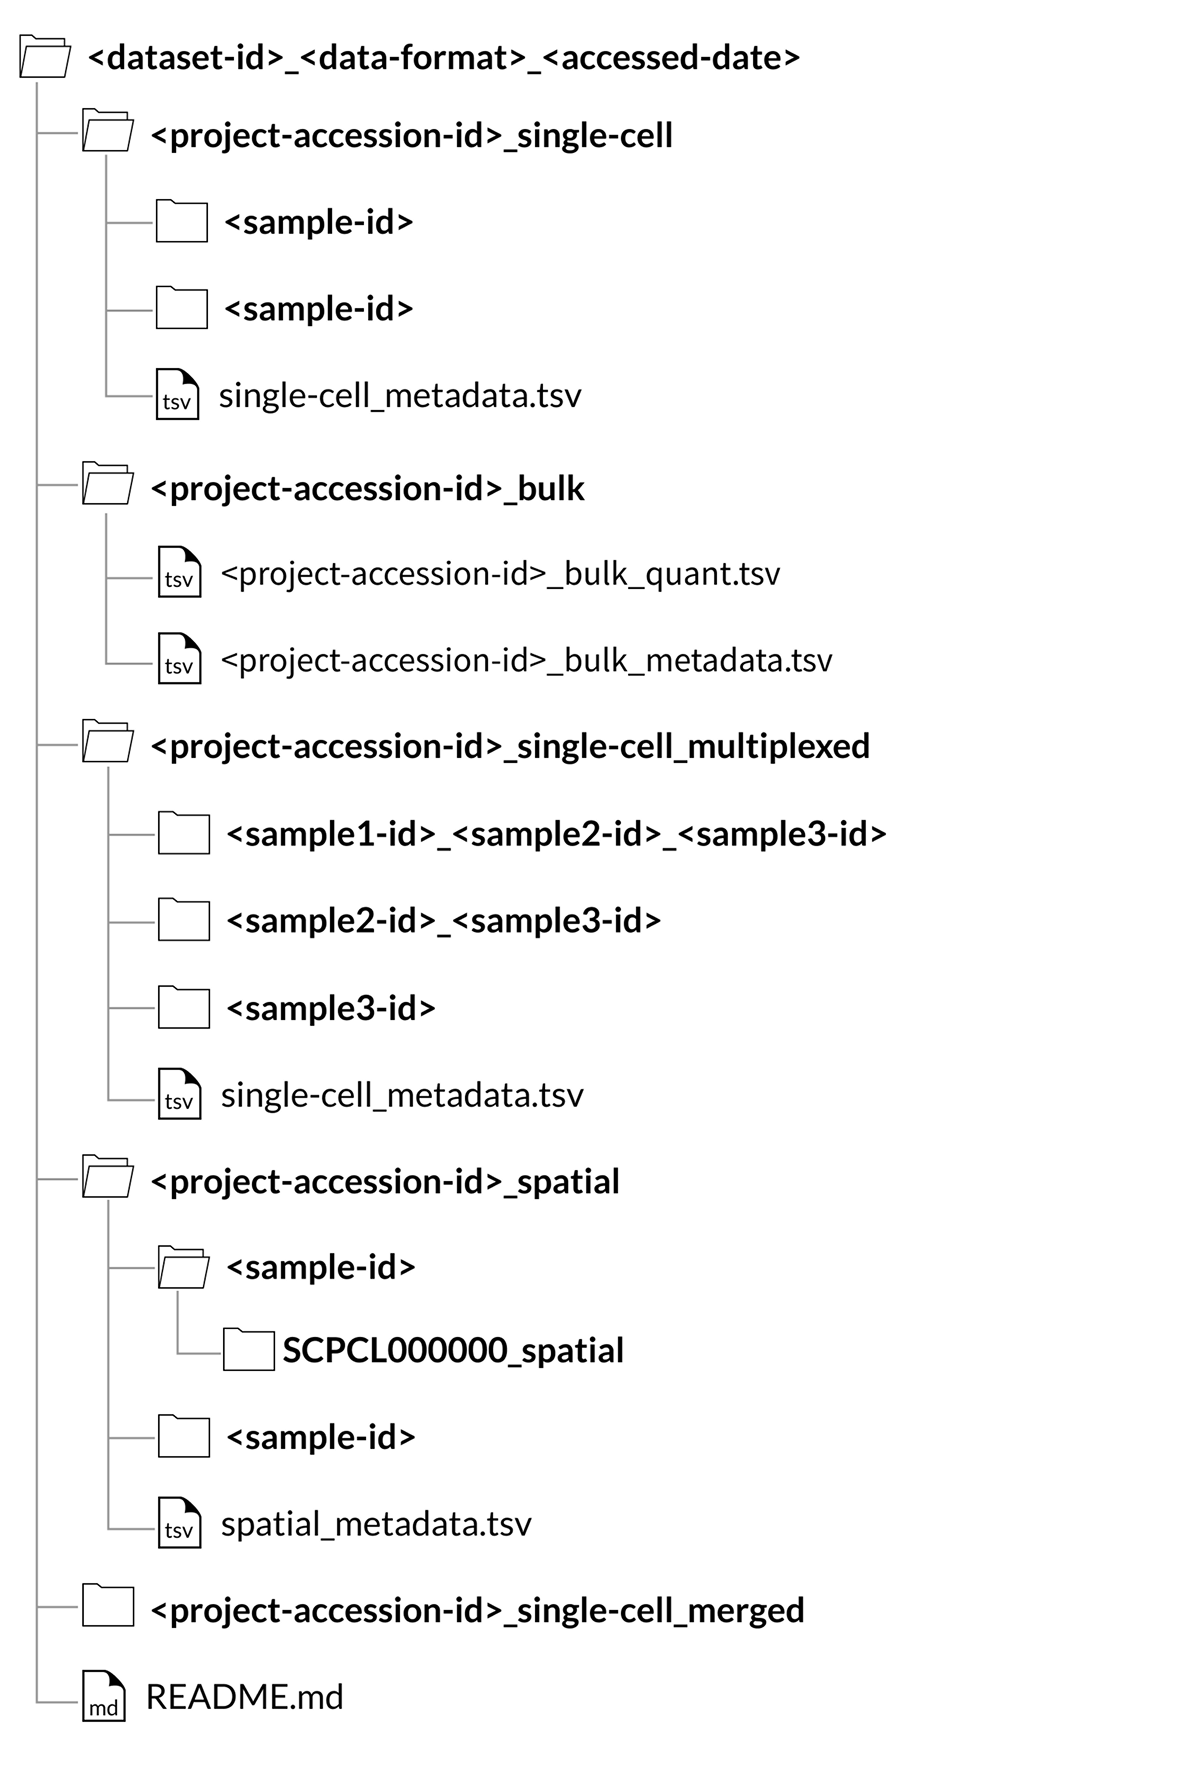 <dataset-id>_<data-format>_<accessed-date>
<project-accession-id>_single-cell
<sample-id>
<sample-id>
tsv single-cell_metadata.tsv
<project-accession-id>_bulk
tsv <project-accession-id>_bulk_quant.tsv
tsv <project-accession-id>_bulk_metadata.tsv
<project-accession-id>_single-cell_multiplexed
<sample1-id>_<sample2-id>_<sample3-id>
<sample2-id>_<sample3-id>
<sample3-id>
tsv single-cell_metadata.tsv
<project-accession-id>_spatial
<sample-id>
SCPCL000000_spatial
<sample-id>
tsv spatial_metadata.tsv
<project-accession-id>_single-cell_merged
md README.md